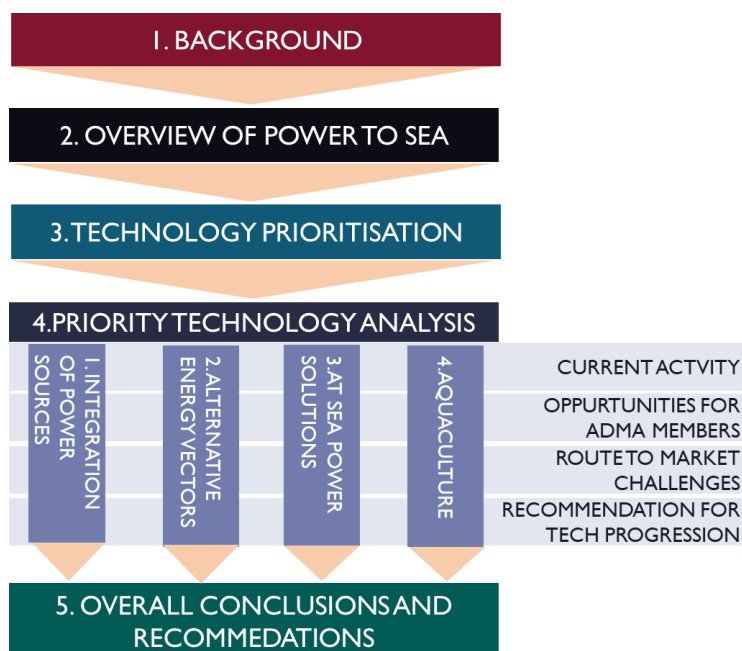 1. BACKGROUND
2. OVERVIEW OF POWER TO SEA
3. TECHNOLOGY PRIORITISATION
4.PRIORITY TECHNOLOGY ANALYSIS
1. INTEGRATION
OF POWER
SOURCES
2. ALTERNATIVE
ENERGY VECTORS
3. AT SEA POWER
SOLUTIONS
4. AQUACULTURE
CURRENT ACTVITY
OPPURTUNITIES FOR
ADMA MEMBERS
ROUTE TO MARKET
CHALLENGES
RECOMMENDATION FOR
TECH PROGRESSION
5. OVERALL CONCLUSIONS AND
RECOMMEDATIONS